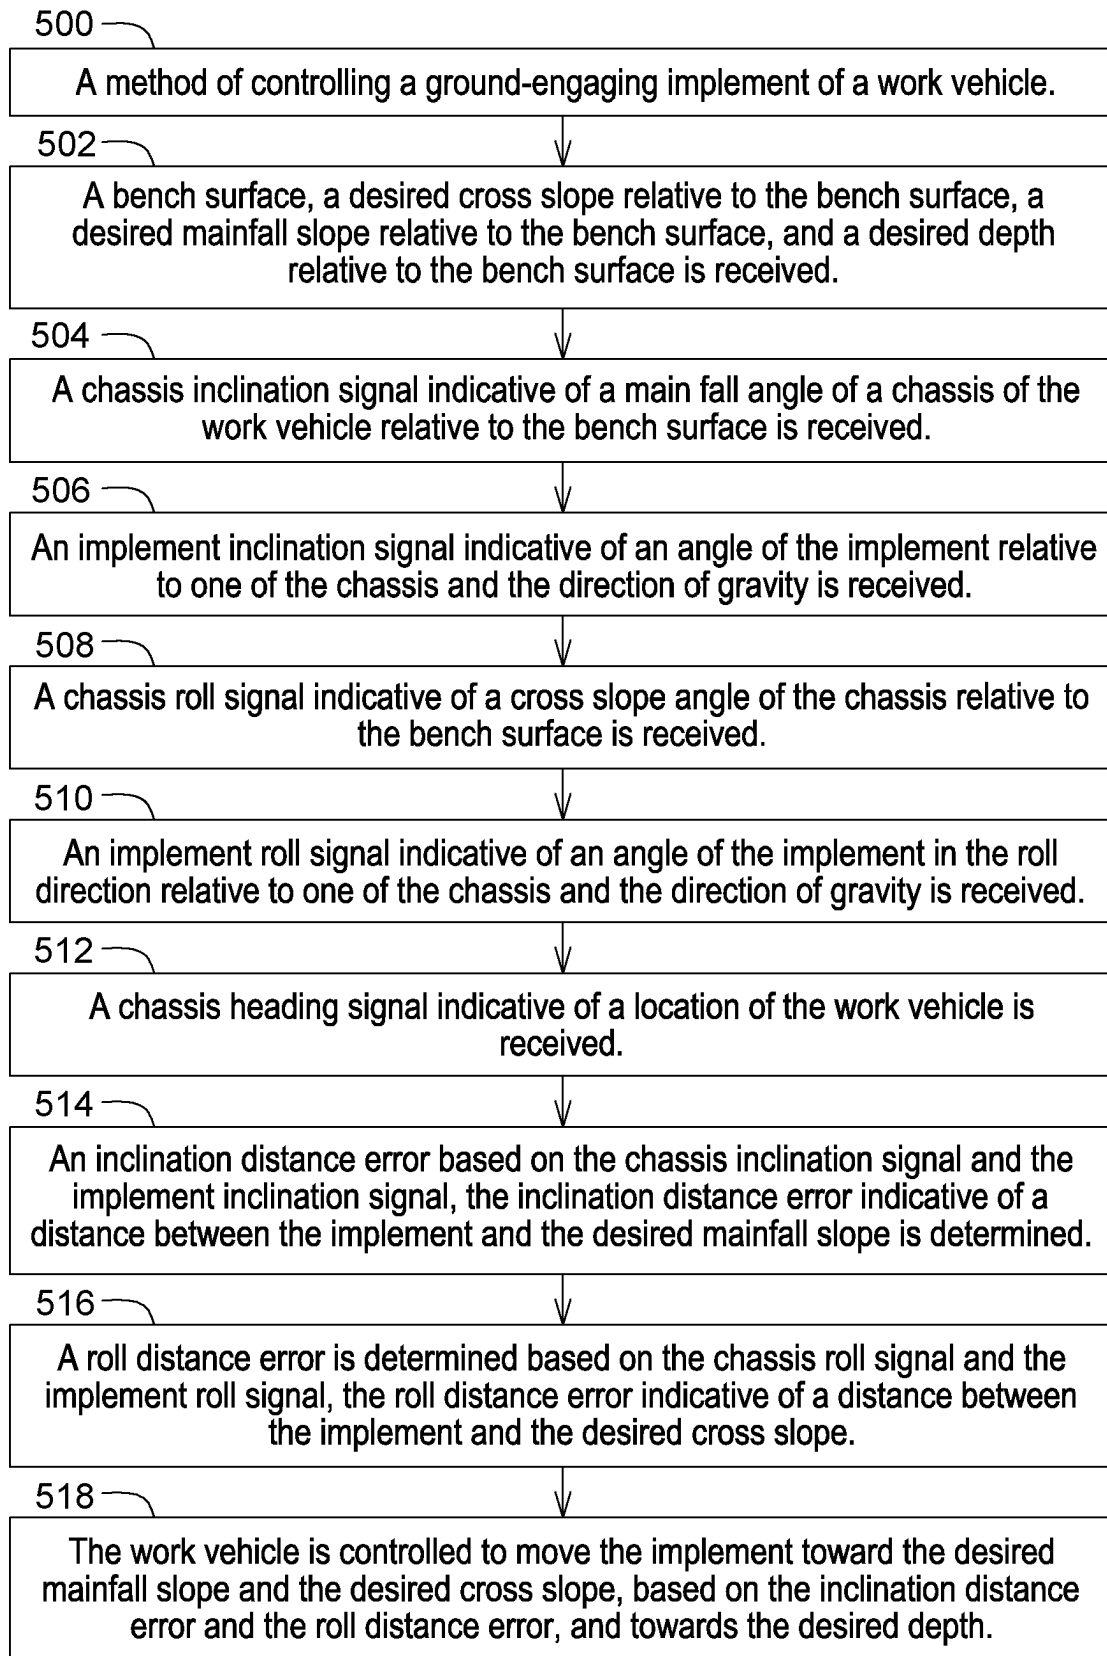 500
A method of controlling a ground-engaging implement of a work vehicle.
502
A bench surface, a desired cross slope relative to the bench surface, a
desired mainfall slope relative to the bench surface, and a desired depth
relative to the bench surface is received.
504
A chassis inclination signal indicative of a main fall angle of a chassis of the
work vehicle relative to the bench surface is received.
506
An implement inclination signal indicative of an angle of the implement relative
to one of the chassis and the direction of gravity is received.
508
A chassis roll signal indicative of a cross slope angle of the chassis relative to
the bench surface is received.
510
An implement roll signal indicative of an angle of the implement in the roll
direction relative to one of the chassis and the direction of gravity is received.
512
A chassis heading signal indicative of a location of the work vehicle is
received.
514
An inclination distance error based on the chassis inclination signal and the
implement inclination signal, the inclination distance error indicative of a
distance between the implement and the desired mainfall slope is determined.
516
A roll distance error is determined based on the chassis roll signal and the
implement roll signal, the roll distance error indicative of a distance between
the implement and the desired cross slope.
518
The work vehicle is controlled to move the implement toward the desired
mainfall slope and the desired cross slope, based on the inclination distance
error and the roll distance error, and towards the desired depth.